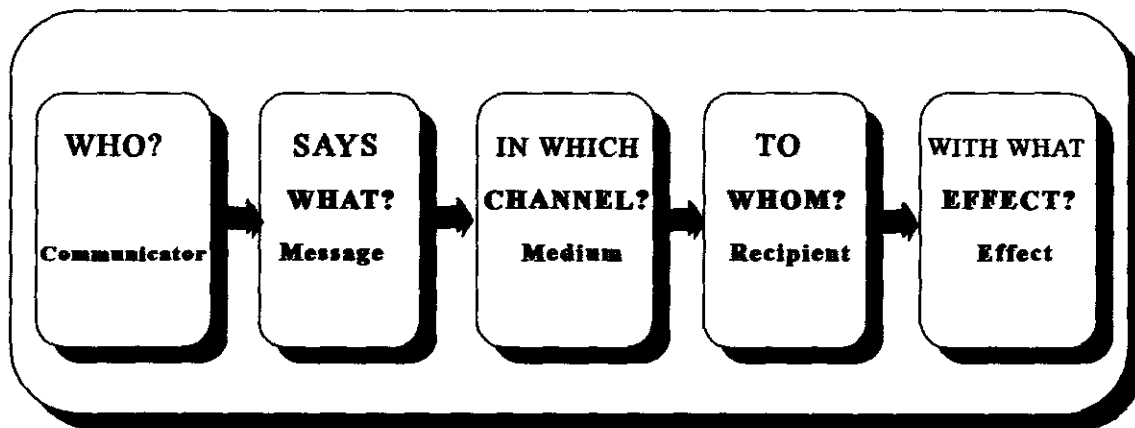 WHO?
Communicator
SAYS
WHAT?
Message
IN WHICH
CHANNEL?
Medium
TO
WHOM?
Recipient
WITH WHAT
EFFECT?
Effect